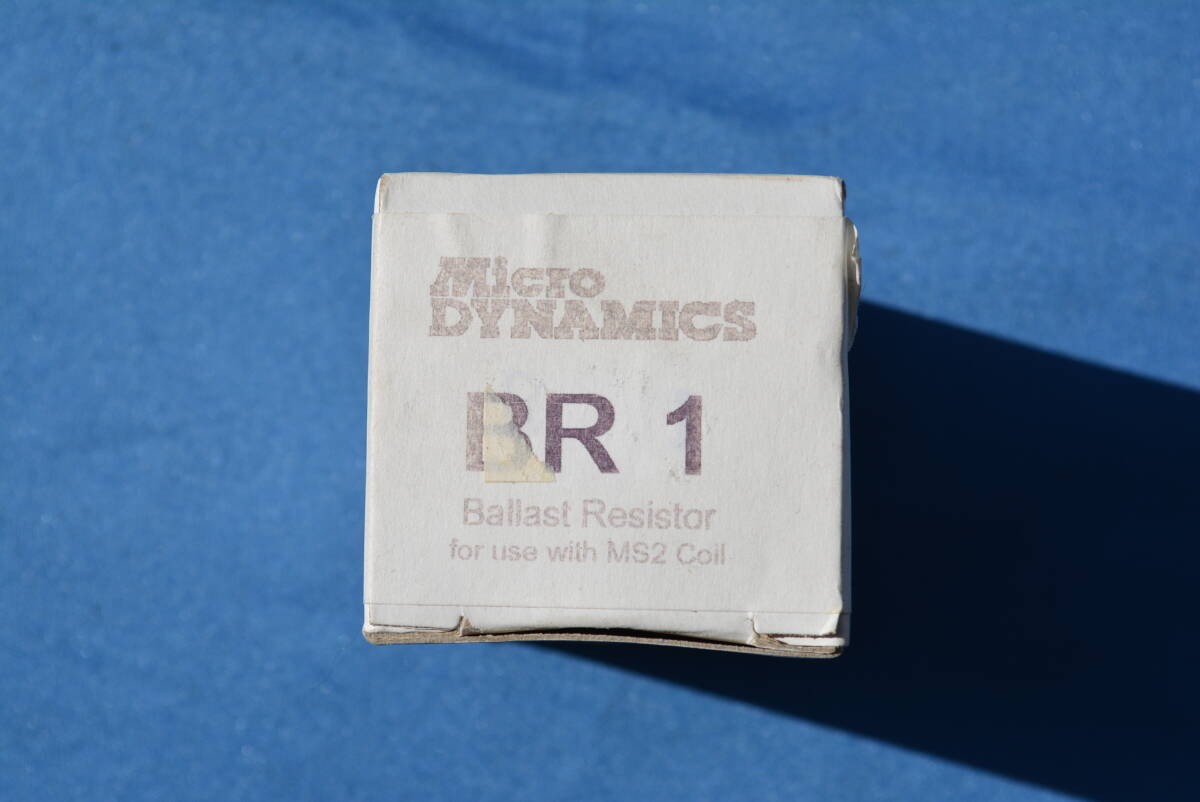 Micro
DYNAMICS
BR 1
Ballast Resistor
for use with MS2 Coil